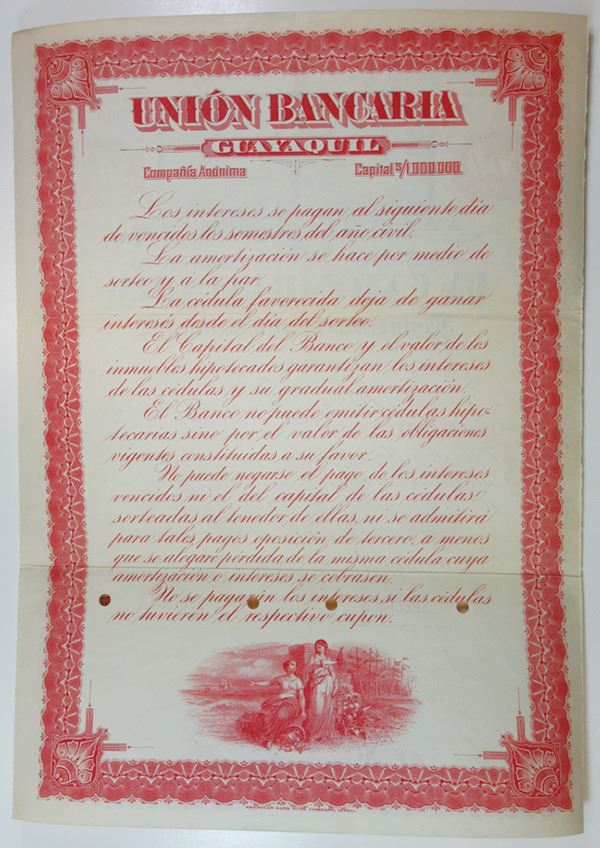 UNIÓN BANCARIA
GUAYAQUIL
Compañía Anónima Capital S/1,000.000
Los intereses se pagan al siguiente día
de vencidos los semestres del año civil.
La amortización se hace por medio de
sorteo y á la par.
La cédula favorecida deja de ganar
interés desde el día del sorteo.
El Capital del Banco y el valor de los
inmuebles hipotecados garantizan los intereses
de las cédulas y su gradual amortización.
El Banco no puede emitir cédulas hipo-
tecarias sino por el valor de las obligaciones
vigentes constituidas a su favor.
No puede negarse el pago de los intereses
vencidos ni el del capital de las cédulas
sorteadas al tenedor de ellas, ni se admitirá
para tales pagos oposición de tercero, a menos
que se alegare pérdida de la misma cédula cuya
amortización o intereses se cobrasen.
No se pagarán los intereses si las cédulas
no tuvieren el respectivo cupon.
AMERICAN BANK NOTE COMPANY,